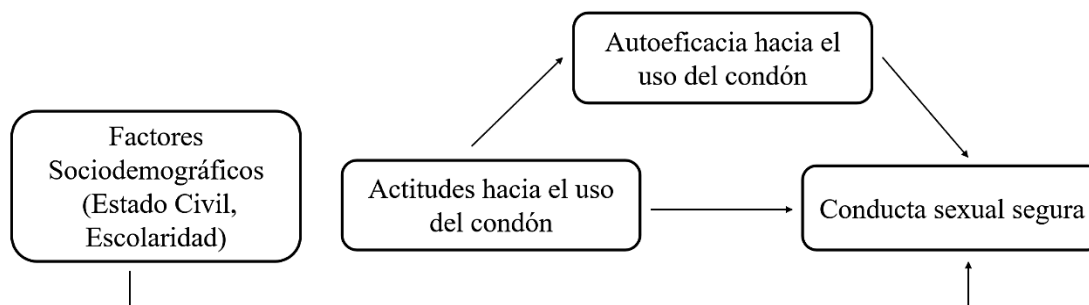 Autoeficacia hacia el
uso del condón
Factores
Sociodemográficos
(Estado Civil,
Escolaridad)
Actitudes hacia el uso
del condón
Conducta sexual segura